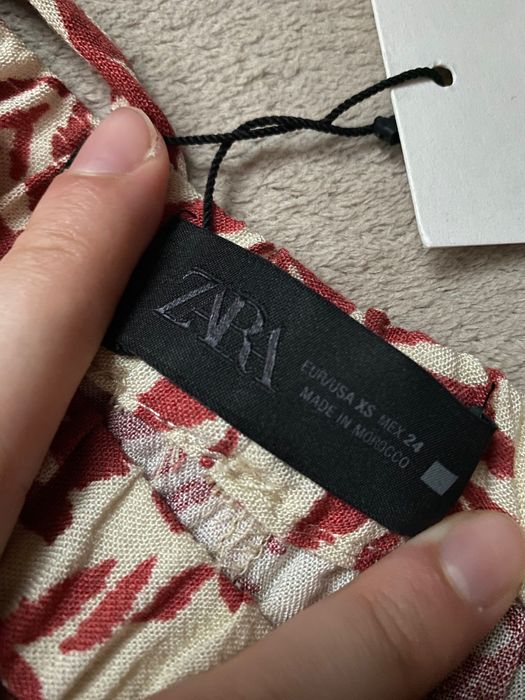 ZARA
EUR/USA XS MEX 24
MADE IN MOROCCO